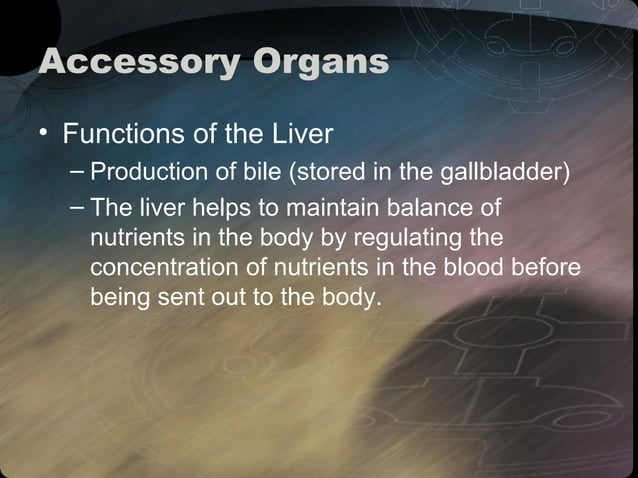 Accessory Organs
• Functions of the Liver
– Production of bile (stored in the gallbladder)
– The liver helps to maintain balance of
nutrients in the body by regulating the
concentration of nutrients in the blood before
being sent out to the body.